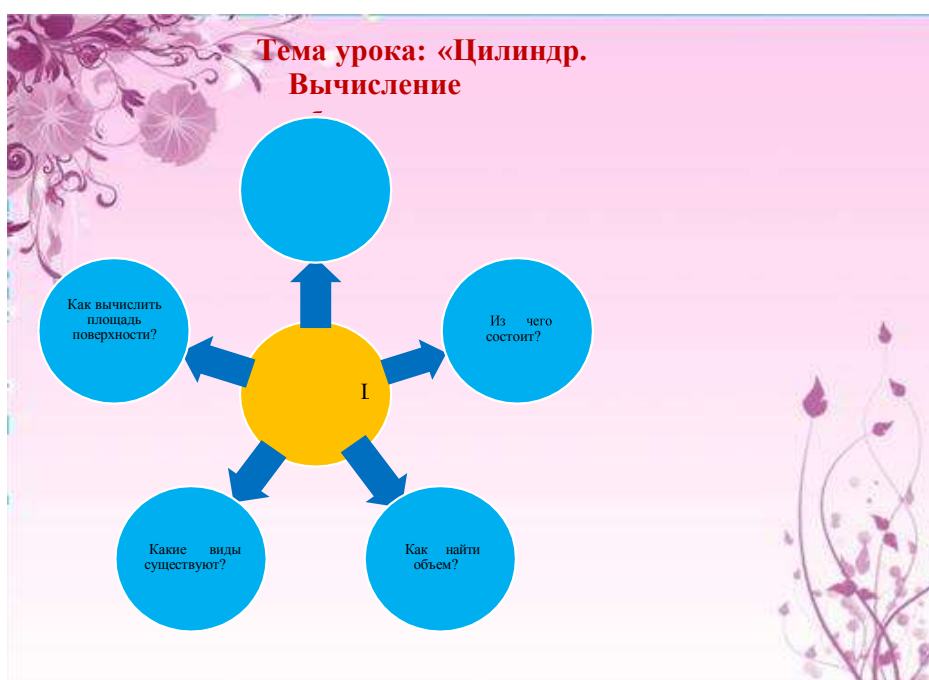 Тема урока: «Цилиндр.
Вычисление
Как вычислить
площадь
поверхности?
Из чего
состоит?
Какие виды
существуют?
Как найти
объем?